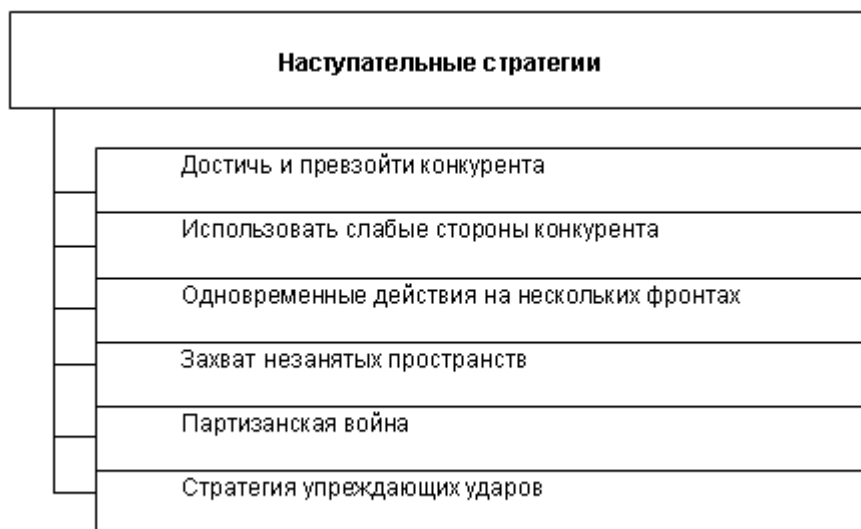 Наступательные стратегии
Достичь и превзойти конкурента
Использовать слабые стороны конкурента
Одновременные действия на нескольких фронтах
Захват незанятых пространств
Партизанская война
Стратегия упреждающих ударов